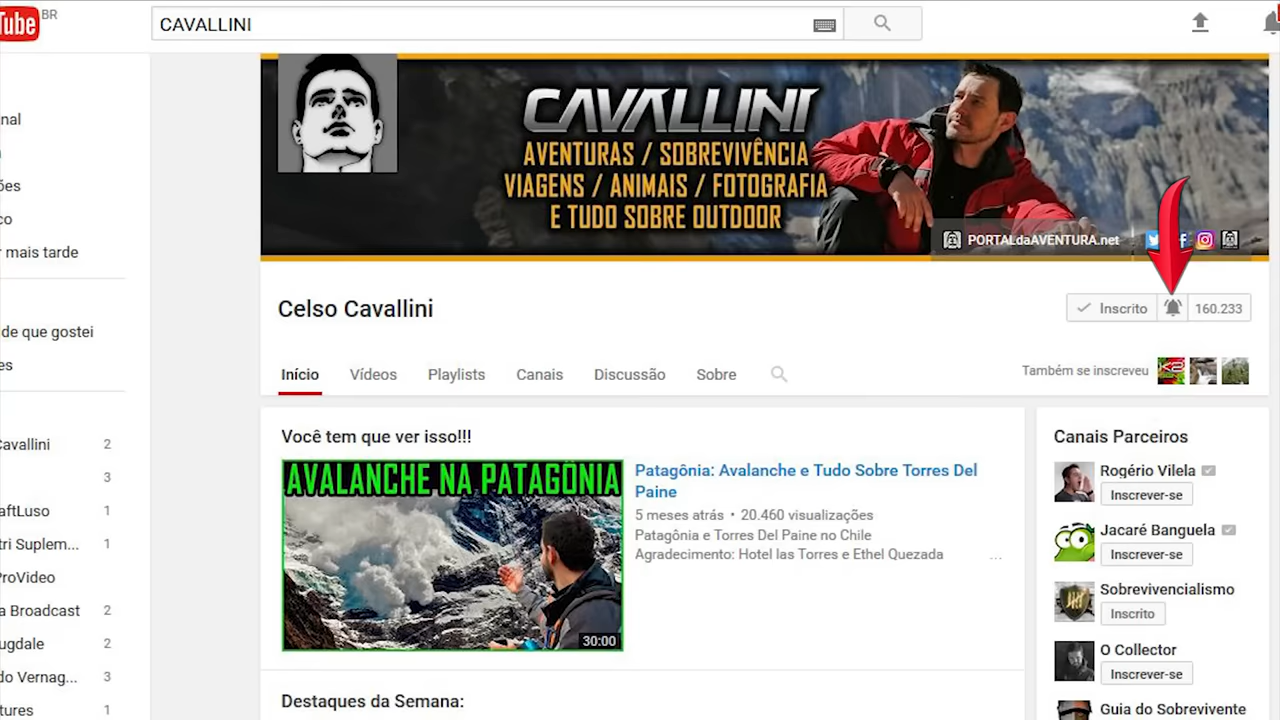 Tube BR
CAVALLINI
nal
ões
co
r mais tarde
de que gostei
es
Cavallini 2
3
aftLuso 1
tri Suplem... 1
ProVideo
a Broadcast 2
ugdale 2
do Vernag... 3
tures 1
CAVALLINI
AVENTURAS / SOBREVIVÊNCIA
VIAGENS / ANIMAIS / FOTOGRAFIA
E TUDO SOBRE OUTDOOR
PORTALdaAVENTURA.net
Celso Cavallini
Inscrito 160.233
Início Vídeos Playlists Canais Discussão Sobre
Também se inscreveu
Você tem que ver isso!!!
AVALANCHE NA PATAGÔNIA
30:00
Patagônia: Avalanche e Tudo Sobre Torres Del
Paine
5 meses atrás • 20.460 visualizações
Patagônia e Torres Del Paine no Chile
Agradecimento: Hotel las Torres e Ethel Quezada ...
Destaques da Semana:
Canais Parceiros
Rogério Vilela
Inscrever-se
Jacaré Banguela
Inscrever-se
Sobrevivencialismo
Inscrito
O Collector
Inscrever-se
Guia do Sobrevivente